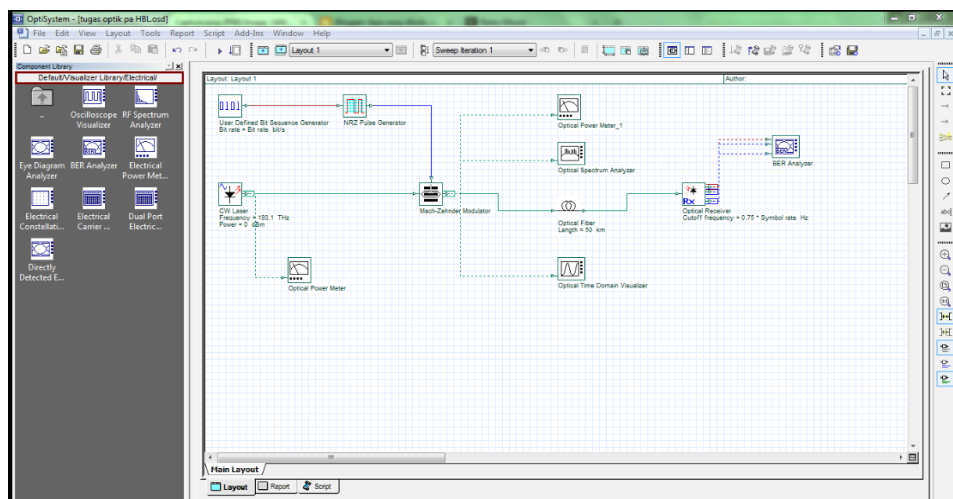 OptiSystem - [tugas optik pa HBL.osd]
File Edit View Layout Tools Report Script Add-Ins Window Help
Layout 1
Sweep Iteration 1
Component Library
Default/Visualizer Library/Electrical/
..
Oscilloscope Visualizer
RF Spectrum Analyzer
Eye Diagram Analyzer
BER Analyzer
Electrical Power Met...
Electrical Constellati...
Electrical Carrier ...
Dual Port Electric...
Directly Detected E...
Layout: Layout 1
Author:
0101
User Defined Bit Sequence Generator
Bit rate = Bit rate bit/s
NRZ Pulse Generator
Optical Power Meter_1
Optical Spectrum Analyzer
BER Analyzer
CW Laser
Frequency = 193.1 THz
Power = 0 dBm
Mach-Zehnder Modulator
Optical Fiber
Length = 50 km
Rx
Optical Receiver
Cutoff frequency = 0.75 * Symbol rate Hz
Optical Power Meter
Optical Time Domain Visualizer
abc
Main Layout
Layout Report Script